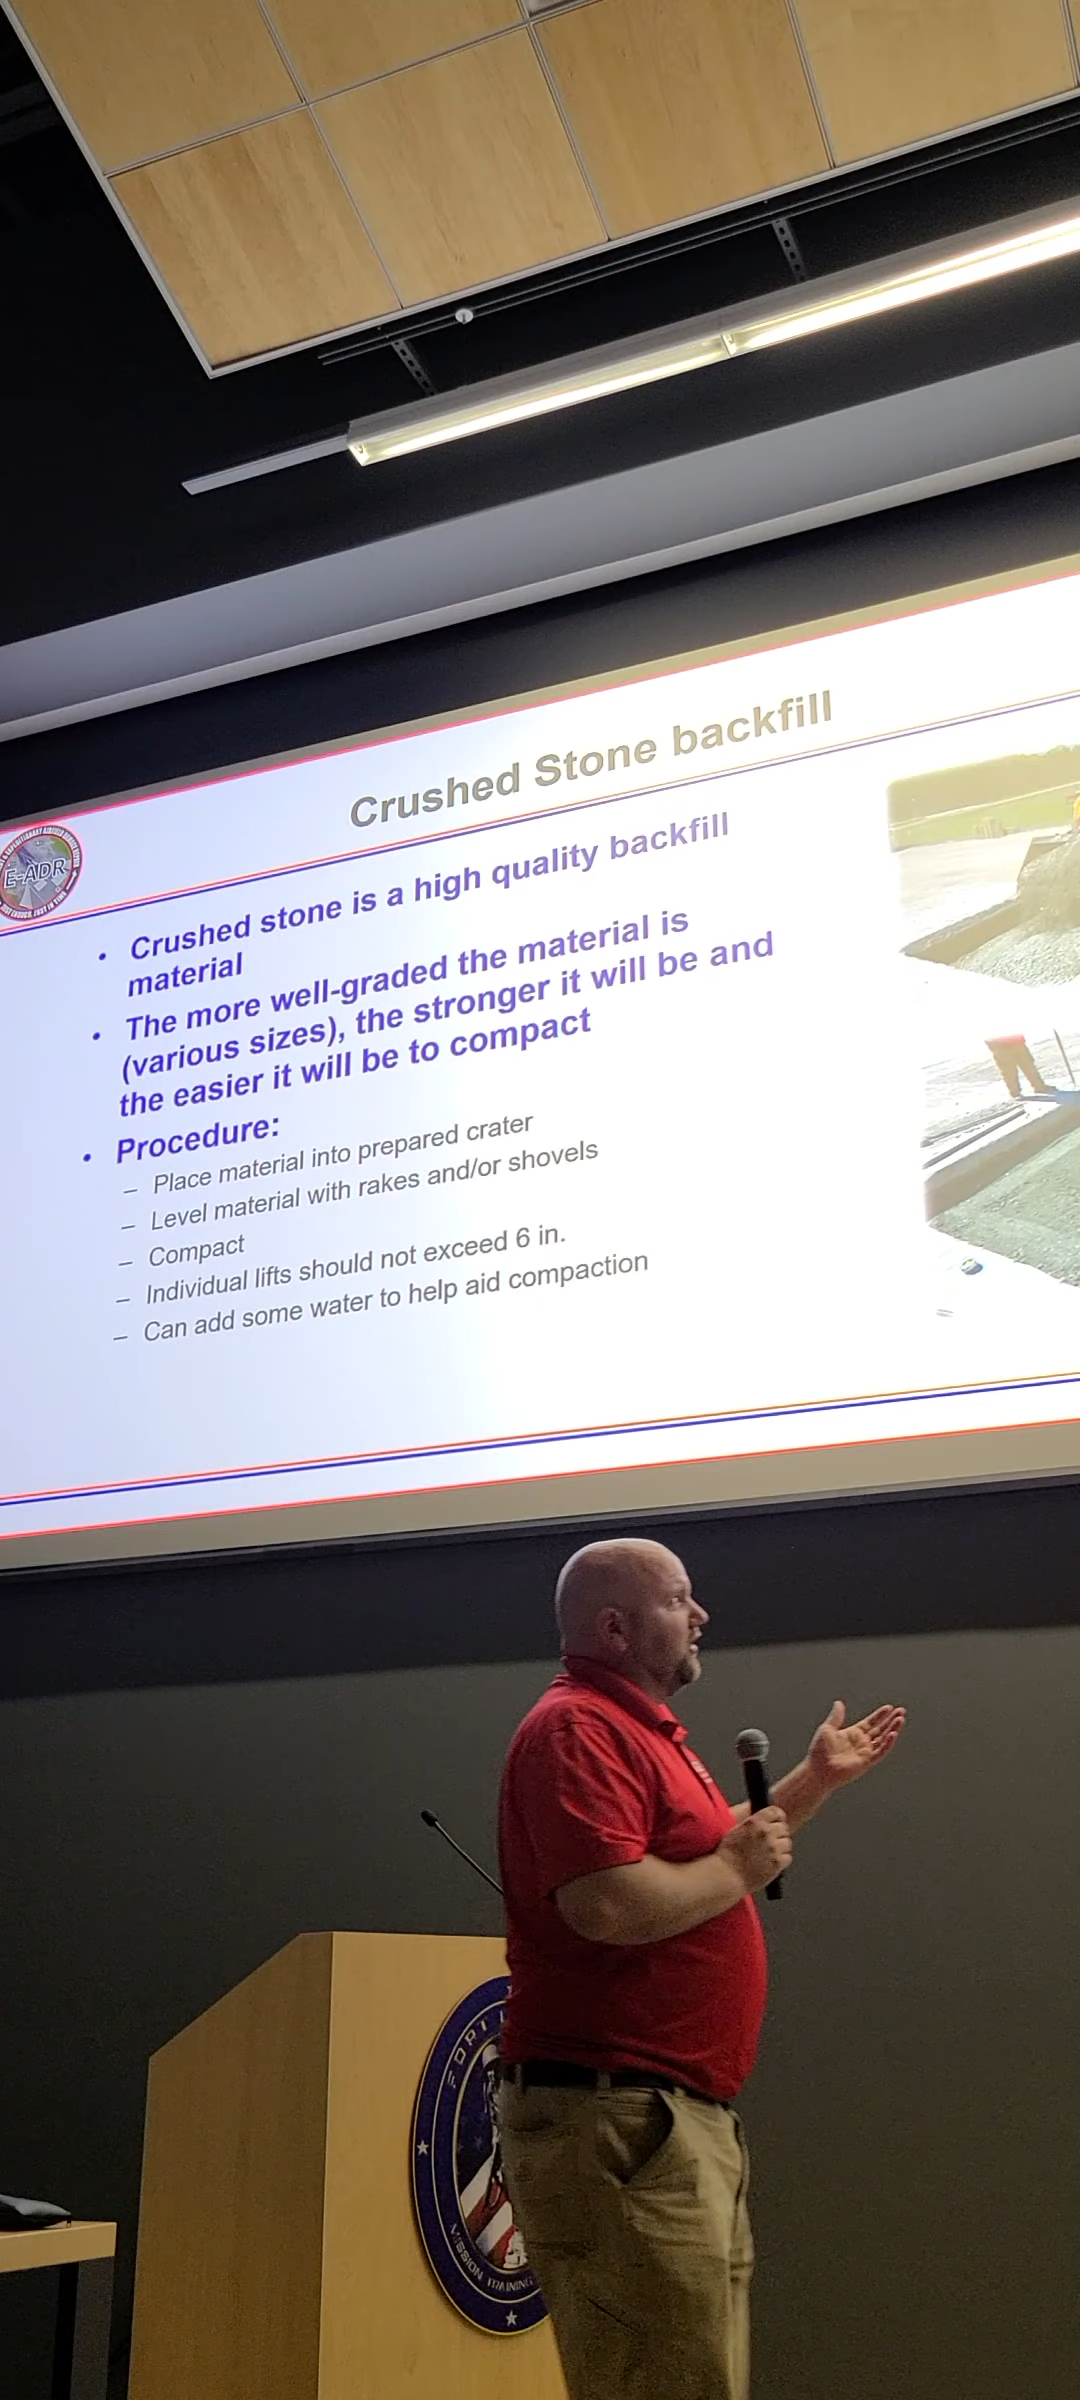 Crushed Stone backfill
E-ADR
• Crushed stone is a high quality backfill
material
• The more well-graded the material is
(various sizes), the stronger it will be and
the easier it will be to compact
• Procedure:
– Place material into prepared crater
– Level material with rakes and/or shovels
– Compact
– Individual lifts should not exceed 6 in.
– Can add some water to help aid compaction
FORT
MISSION TRAINING